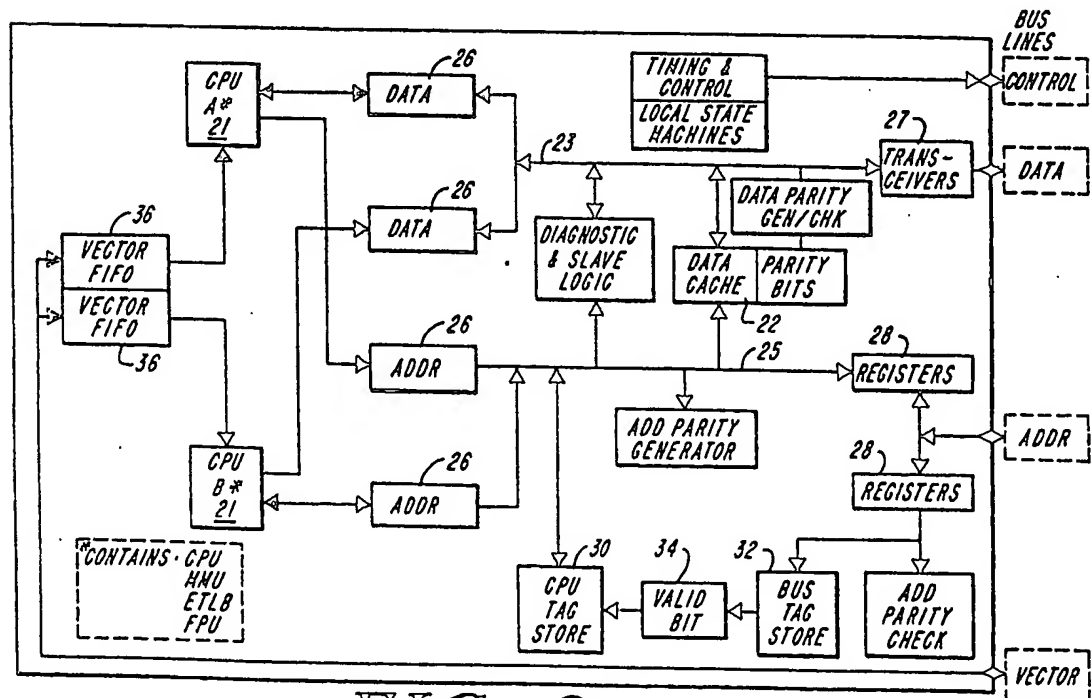 BUS
LINES
CPU
A*
21
26
DATA
TIMING &
CONTROL
LOCAL STATE
MACHINES
CONTROL
23
27
TRANS-
CEIVERS
DATA
26
DATA
DATA PARITY
GEN/CHK
DIAGNOSTIC
& SLAVE
LOGIC
DATA
CACHE
PARITY
BITS
22
36
VECTOR
FIFO
VECTOR
FIFO
36
26
ADDR
25
28
REGISTERS
ADD PARITY
GENERATOR
ADDR
CPU
B*
21
26
ADDR
28
REGISTERS
*CONTAINS · CPU
MMU
ETLB
FPU
30
CPU
TAG
STORE
34
VALID
BIT
32
BUS
TAG
STORE
ADD
PARITY
CHECK
VECTOR